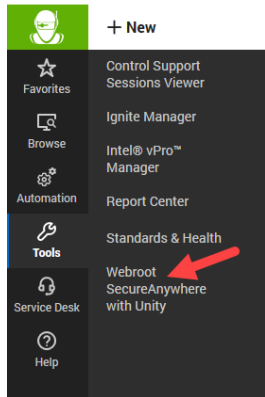 + New
Favorites
Browse
Automation
Tools
Service Desk
Help
Control Support
Sessions Viewer
Ignite Manager
Intel® vPro™
Manager
Report Center
Standards & Health
Webroot
SecureAnywhere
with Unity